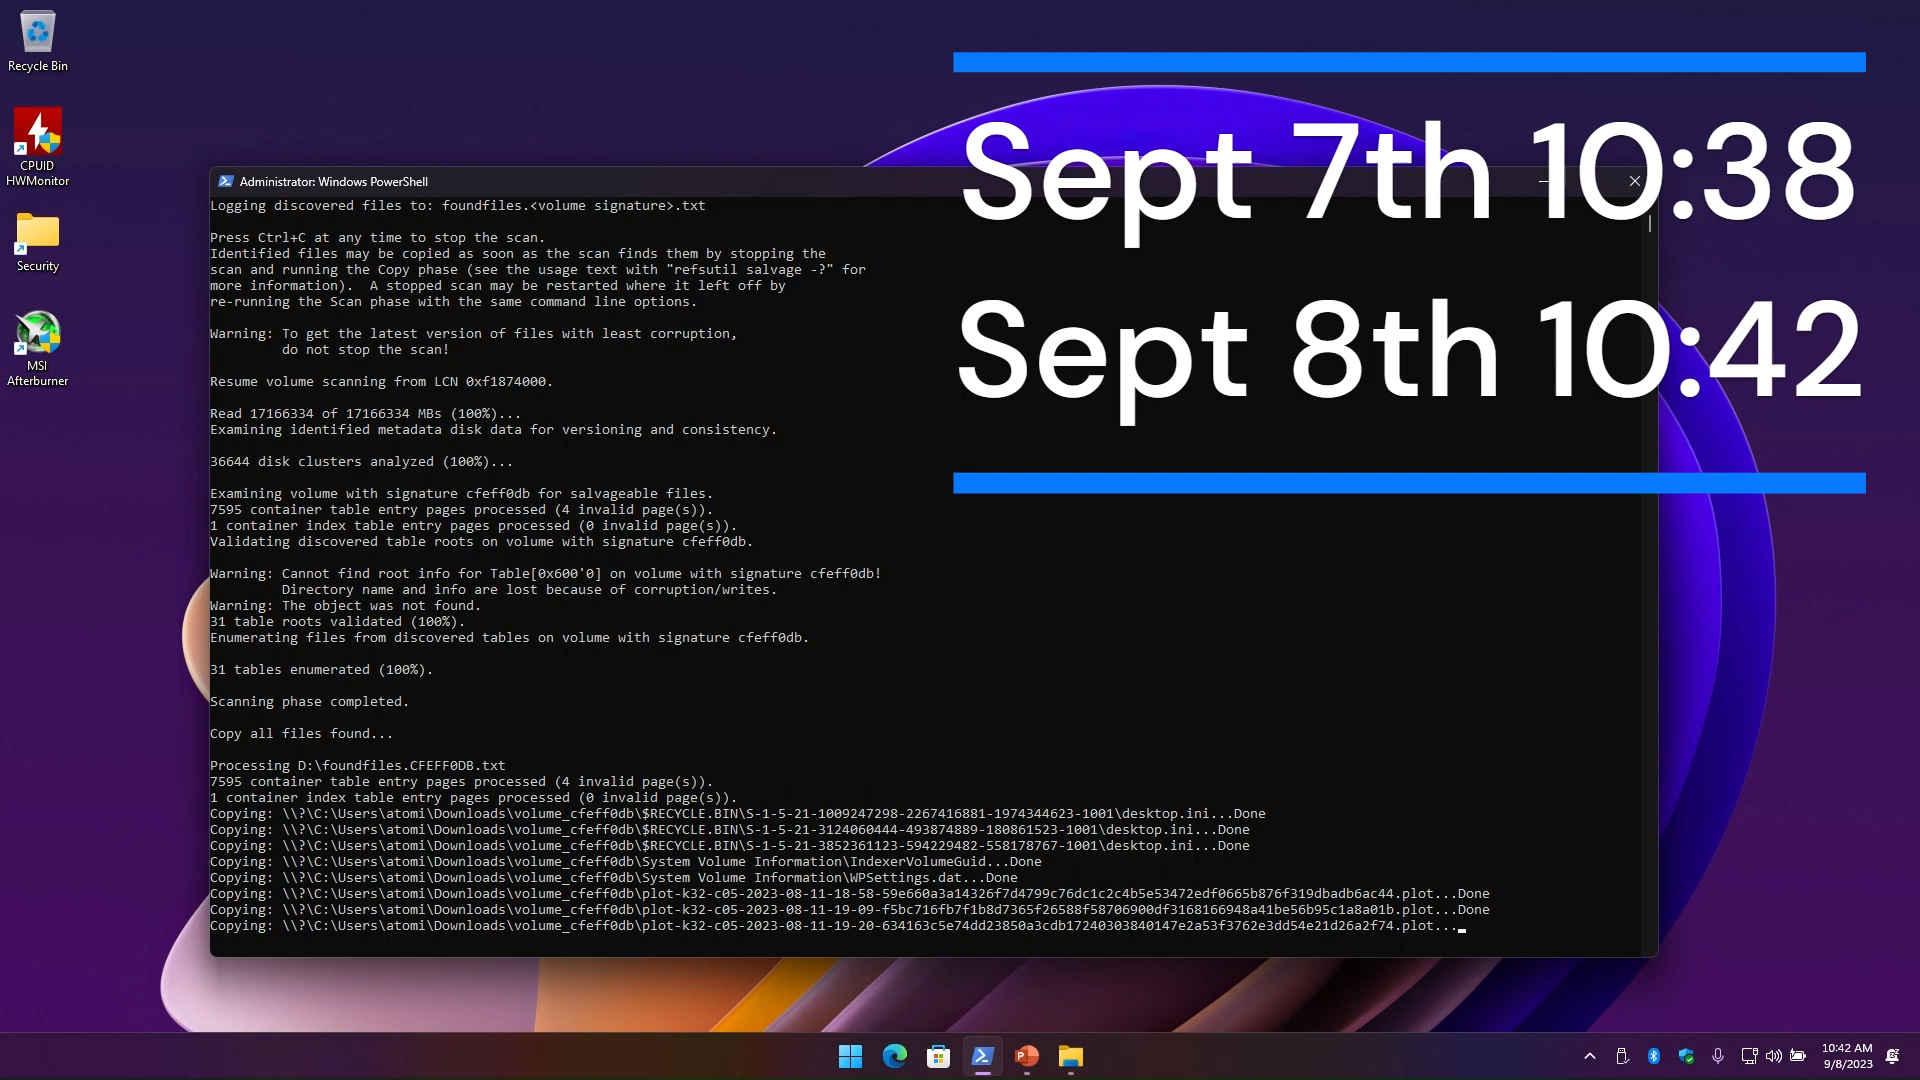 Recycle Bin
CPUID
HWMonitor
Security
MSI
Afterburner
Sept 7th 10:38
Sept 8th 10:42
Administrator: Windows PowerShell
Logging discovered files to: foundfiles.<volume signature>.txt
Press Ctrl+C at any time to stop the scan.
Identified files may be copied as soon as the scan finds them by stopping the
scan and running the Copy phase (see the usage text with "refsutil salvage -?" for
more information).  A stopped scan may be restarted where it left off by
re-running the Scan phase with the same command line options.
Warning: To get the latest version of files with least corruption,
do not stop the scan!
Resume volume scanning from LCN 0xf1874000.
Read 17166334 of 17166334 MBs (100%)...
Examining identified metadata disk data for versioning and consistency.
36644 disk clusters analyzed (100%)...
Examining volume with signature cfeff0db for salvageable files.
7595 container table entry pages processed (4 invalid page(s)).
1 container index table entry pages processed (0 invalid page(s)).
Validating discovered table roots on volume with signature cfeff0db.
Warning: Cannot find root info for Table[0x600'0] on volume with signature cfeff0db!
Directory name and info are lost because of corruption/writes.
Warning: The object was not found.
31 table roots validated (100%).
Enumerating files from discovered tables on volume with signature cfeff0db.
31 tables enumerated (100%).
Scanning phase completed.
Copy all files found...
Processing D:\foundfiles.CFEFF0DB.txt
7595 container table entry pages processed (4 invalid page(s)).
1 container index table entry pages processed (0 invalid page(s)).
Copying: \\?\C:\Users\atomi\Downloads\volume_cfeff0db\$RECYCLE.BIN\S-1-5-21-1009247298-2267416881-1974344623-1001\desktop.ini...Done
Copying: \\?\C:\Users\atomi\Downloads\volume_cfeff0db\$RECYCLE.BIN\S-1-5-21-3124060444-493874889-180861523-1001\desktop.ini...Done
Copying: \\?\C:\Users\atomi\Downloads\volume_cfeff0db\$RECYCLE.BIN\S-1-5-21-3852361123-594229482-558178767-1001\desktop.ini...Done
Copying: \\?\C:\Users\atomi\Downloads\volume_cfeff0db\System Volume Information\IndexerVolumeGuid...Done
Copying: \\?\C:\Users\atomi\Downloads\volume_cfeff0db\System Volume Information\WPSettings.dat...Done
Copying: \\?\C:\Users\atomi\Downloads\volume_cfeff0db\plot-k32-c05-2023-08-11-18-58-59e660a3a14326f7d4799c76dc1c2c4b5e53472edf0665b876f319dbadb6ac44.plot...Done
Copying: \\?\C:\Users\atomi\Downloads\volume_cfeff0db\plot-k32-c05-2023-08-11-19-09-f5bc716fb7f1b8d7365f26588f58706900df3168166948a41be56b95c1a8a01b.plot...Done
Copying: \\?\C:\Users\atomi\Downloads\volume_cfeff0db\plot-k32-c05-2023-08-11-19-20-634163c5e74dd23850a3cdb17240303840147e2a53f3762e3dd54e21d26a2f74.plot...
10:42 AM
9/8/2023